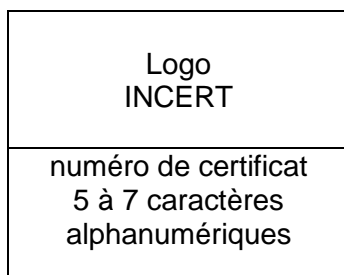 Logo
INCERT
numéro de certificat
5 à 7 caractères
alphanumériques